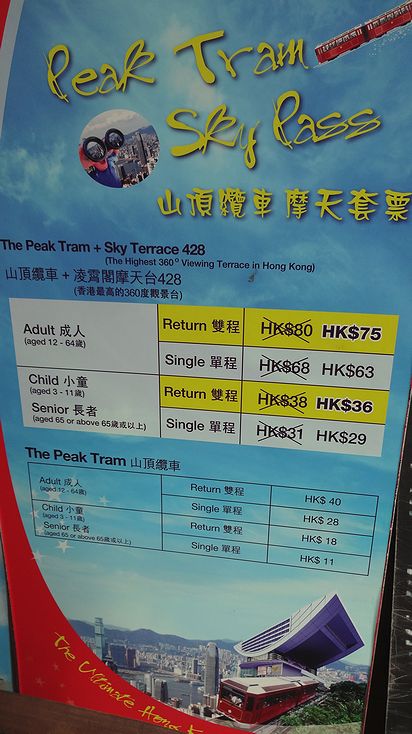 Peak Tram
Sky Pass
山頂纜車 摩天套票
The Peak Tram + Sky Terrace 428
(The Highest 360° Viewing Terrace in Hong Kong)
山頂纜車 + 凌霄閣摩天台428
(香港最高的360度觀景台)
Adult 成人
(aged 12 - 64歲)
Return 雙程 HK$80 HK$75
Single 單程 HK$68 HK$63
Child 小童
(aged 3 - 11歲)
Senior 長者
(aged 65 or above 65歲或以上)
Return 雙程 HK$38 HK$36
Single 單程 HK$31 HK$29
The Peak Tram 山頂纜車
Adult 成人
(aged 12 - 64歲)
Return 雙程 HK$ 40
Single 單程 HK$ 28
Child 小童
(aged 3 - 11歲)
Senior 長者
(aged 65 or above 65歲或以上)
Return 雙程 HK$ 18
Single 單程 HK$ 11
The Ultimate Hong